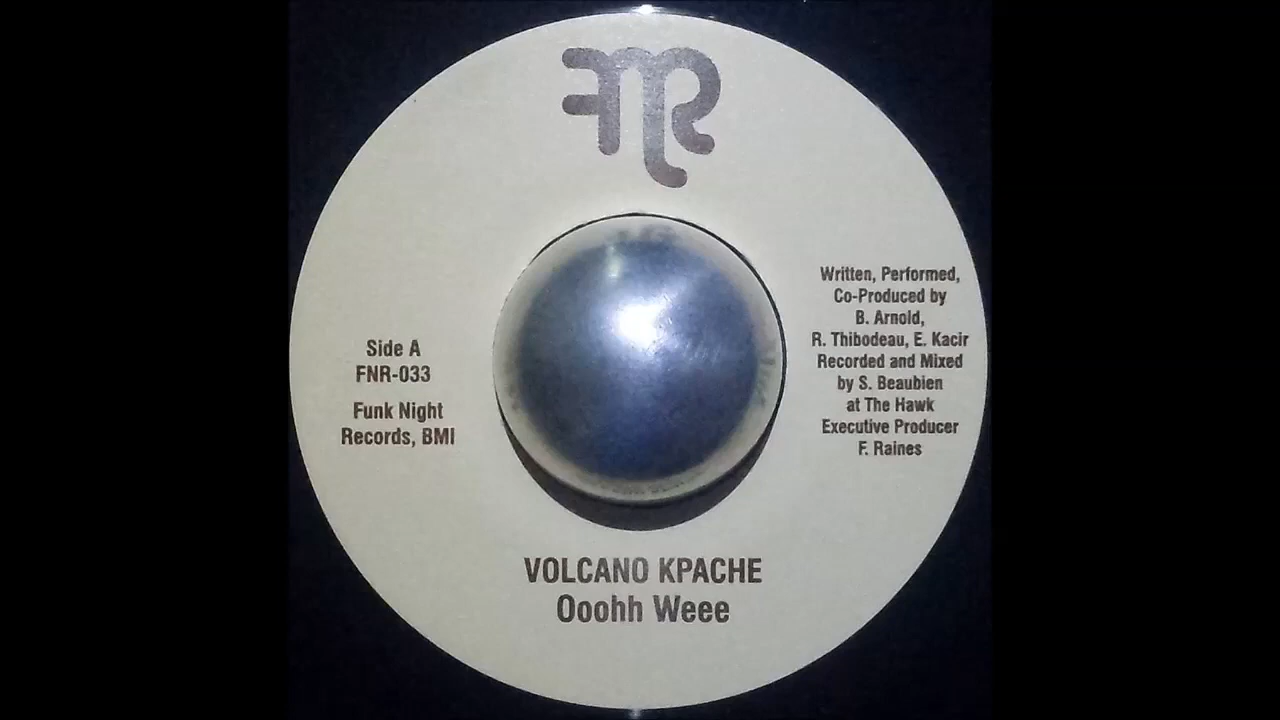 FNR
Side A
FNR-033
Funk Night
Records, BMI
Written, Performed,
Co-Produced by
B. Arnold,
R. Thibodeau, E. Kacir
Recorded and Mixed
by S. Beaubien
at The Hawk
Executive Producer
F. Raines
VOLCANO KPACHE
Ooohh Weee